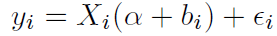 y_i = X_i(α + b_i) + ϵ_i